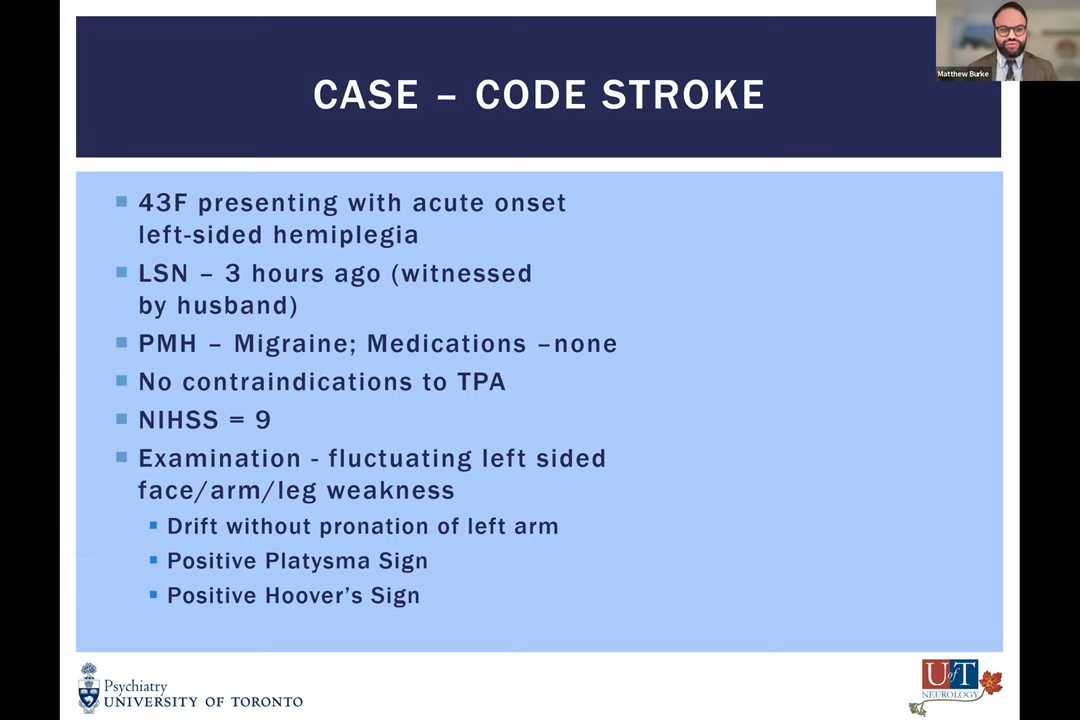 Matthew Burke
CASE – CODE STROKE
43F presenting with acute onset
left-sided hemiplegia
LSN – 3 hours ago (witnessed
by husband)
PMH – Migraine; Medications –none
No contraindications to TPA
NIHSS = 9
Examination - fluctuating left sided
face/arm/leg weakness
Drift without pronation of left arm
Positive Platysma Sign
Positive Hoover's Sign
Psychiatry
UNIVERSITY OF TORONTO
U of T
NEUROLOGY